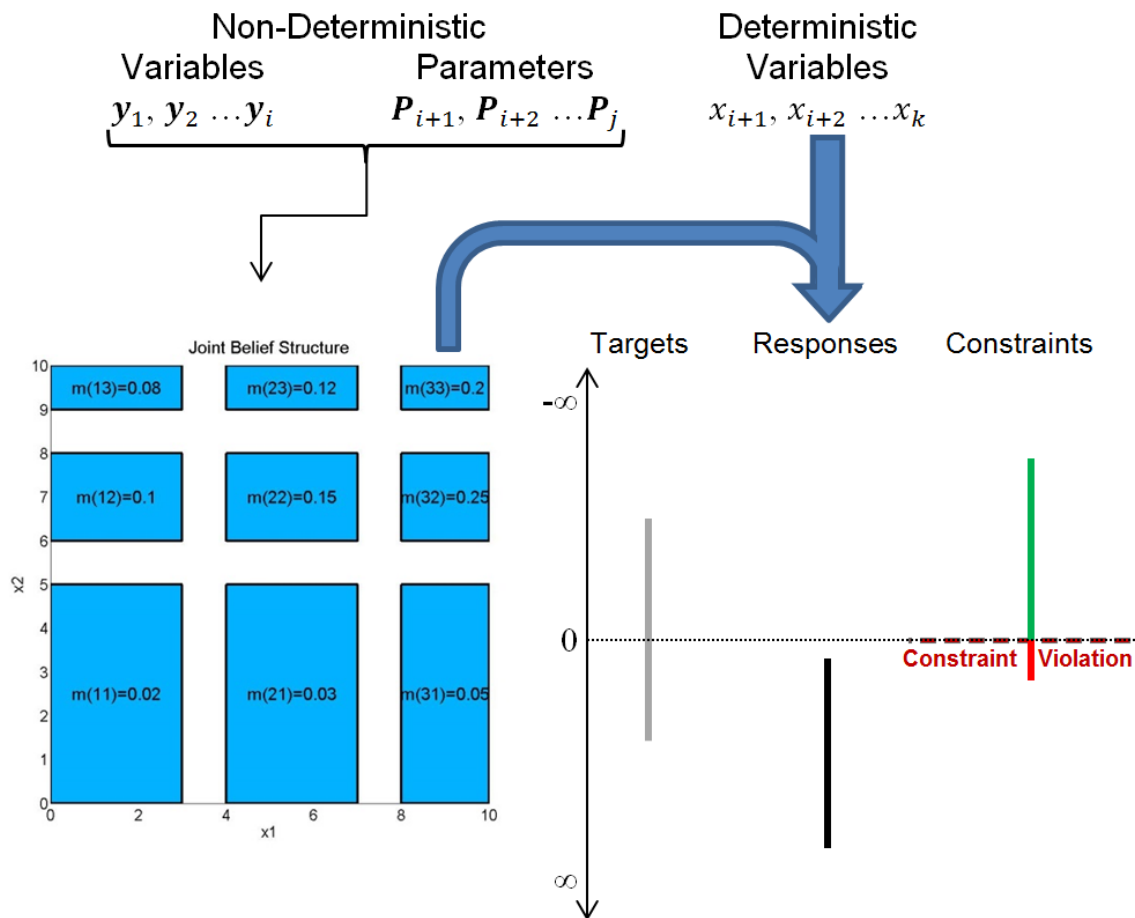 Non-Deterministic Deterministic
Variables Parameters Variables
y₁, y₂ …yᵢ Pᵢ₊₁, Pᵢ₊₂ …Pⱼ xᵢ₊₁, xᵢ₊₂ …xₖ
Joint Belief Structure
Targets Responses Constraints
10
m(13)=0.08 m(23)=0.12 m(33)=0.2
-∞
9
8
7 m(12)=0.1 m(22)=0.15 m(32)=0.25
6
x2
5
0
4
Constraint Violation
3
m(11)=0.02 m(21)=0.03 m(31)=0.05
2
1
0
0 2 4 6 8 10
x1
∞